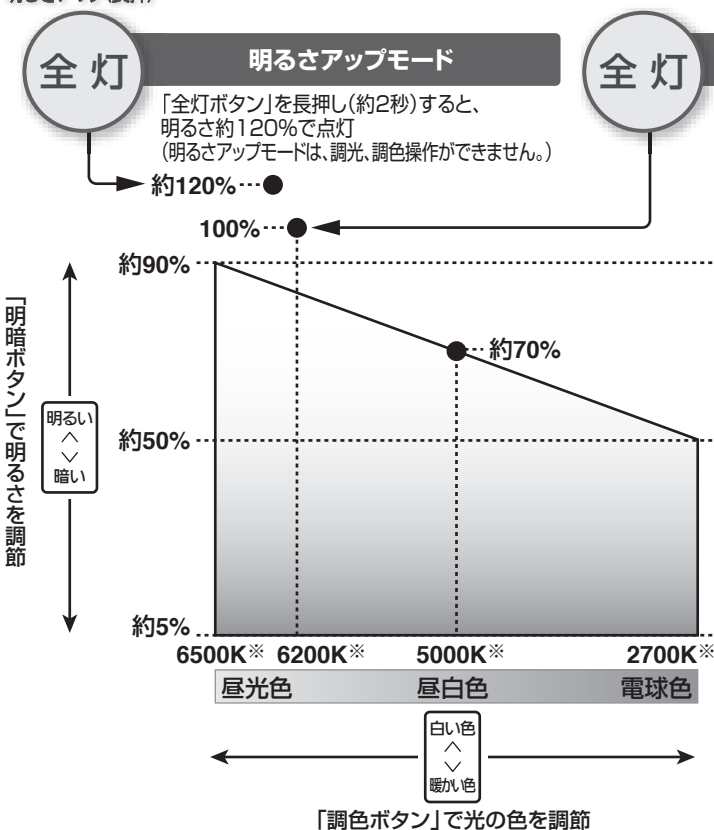 全灯
明るさアップモード
全灯
「全灯ボタン」を長押し(約2秒)すると、
明るさ約120%で点灯
(明るさアップモードは、調光、調色操作ができません。)
約120%
100%
約90%
約70%
約50%
約5%
「明暗ボタン」で明るさを調節
明るい
暗い
6500K※ 6200K※ 5000K※ 2700K※
昼光色 昼白色 電球色
白い色
暖かい色
「調色ボタン」で光の色を調節